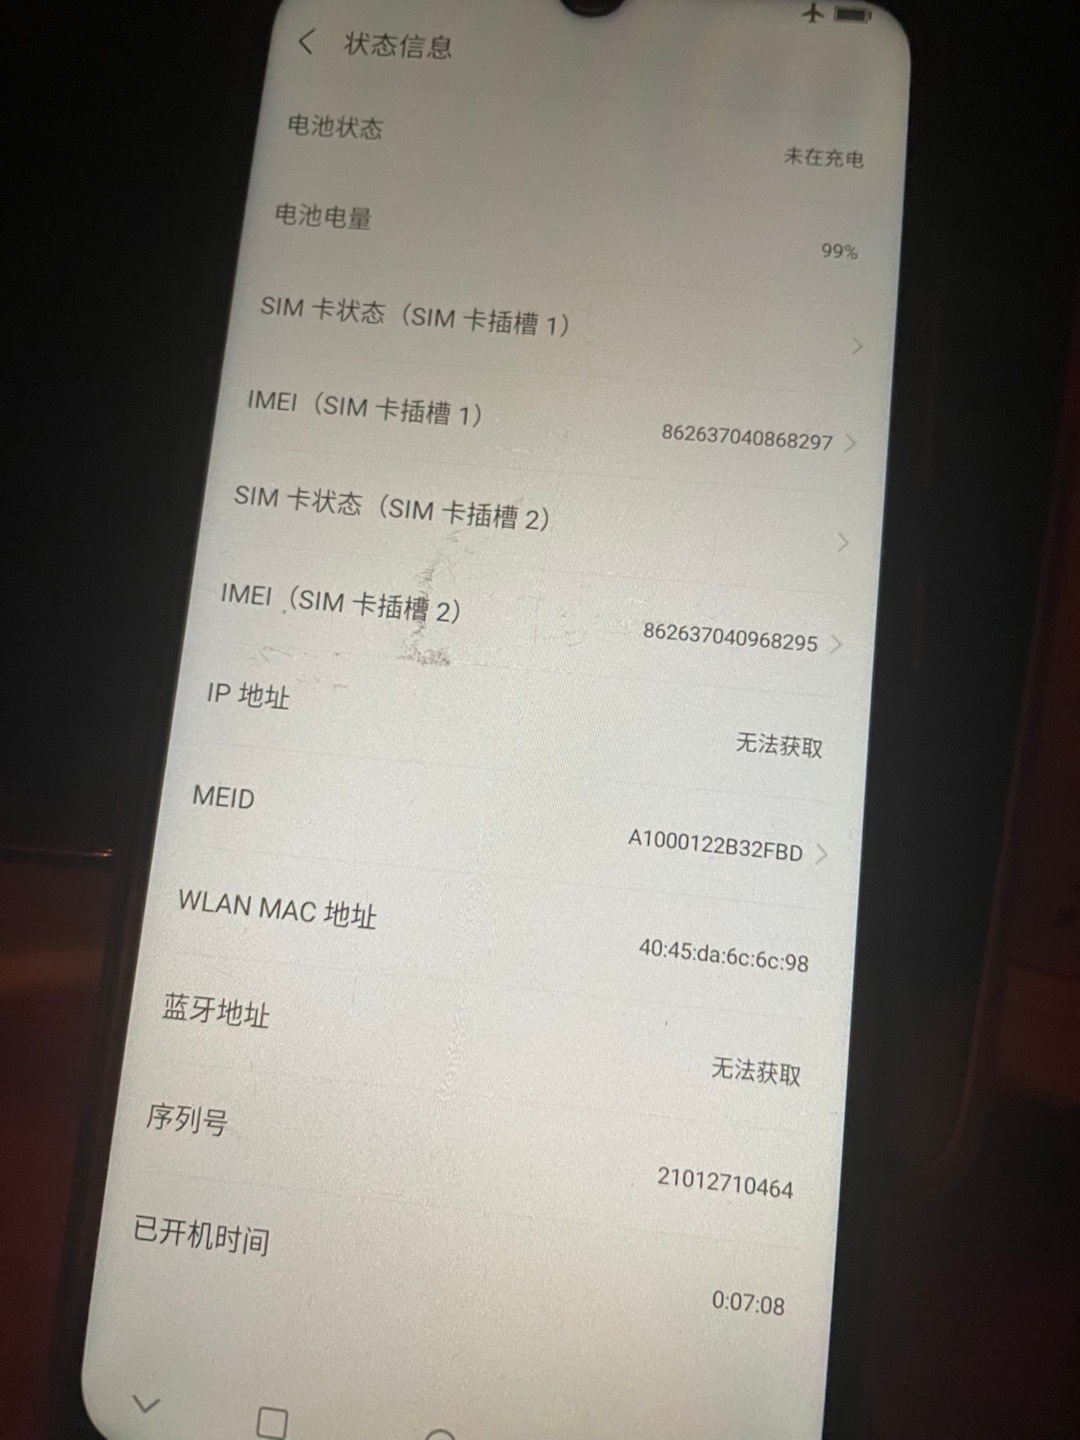 状态信息
电池状态
未在充电
电池电量
99%
SIM 卡状态（SIM 卡插槽 1）
IMEI（SIM 卡插槽 1）
862637040868297
SIM 卡状态（SIM 卡插槽 2）
IMEI（SIM 卡插槽 2）
862637040968295
IP 地址
无法获取
MEID
A1000122B32FBD
WLAN MAC 地址
40:45:da:6c:6c:98
蓝牙地址
无法获取
序列号
21012710464
已开机时间
0:07:08